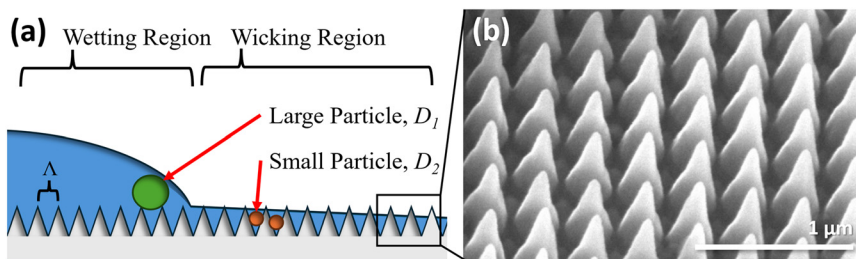 (a)
Wetting Region
Wicking Region
Large Particle, D₁
Small Particle, D₂
Λ
(b)
1 μm